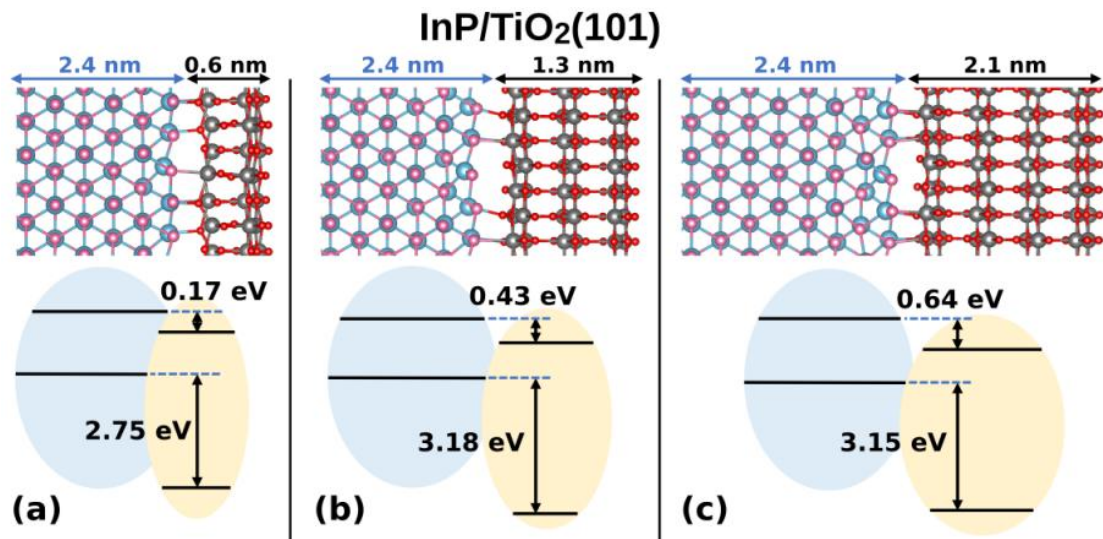 InP/TiO₂(101)
2.4 nm 0.6 nm
2.4 nm 1.3 nm
2.4 nm 2.1 nm
0.17 eV
2.75 eV
(a)
0.43 eV
3.18 eV
(b)
0.64 eV
3.15 eV
(c)